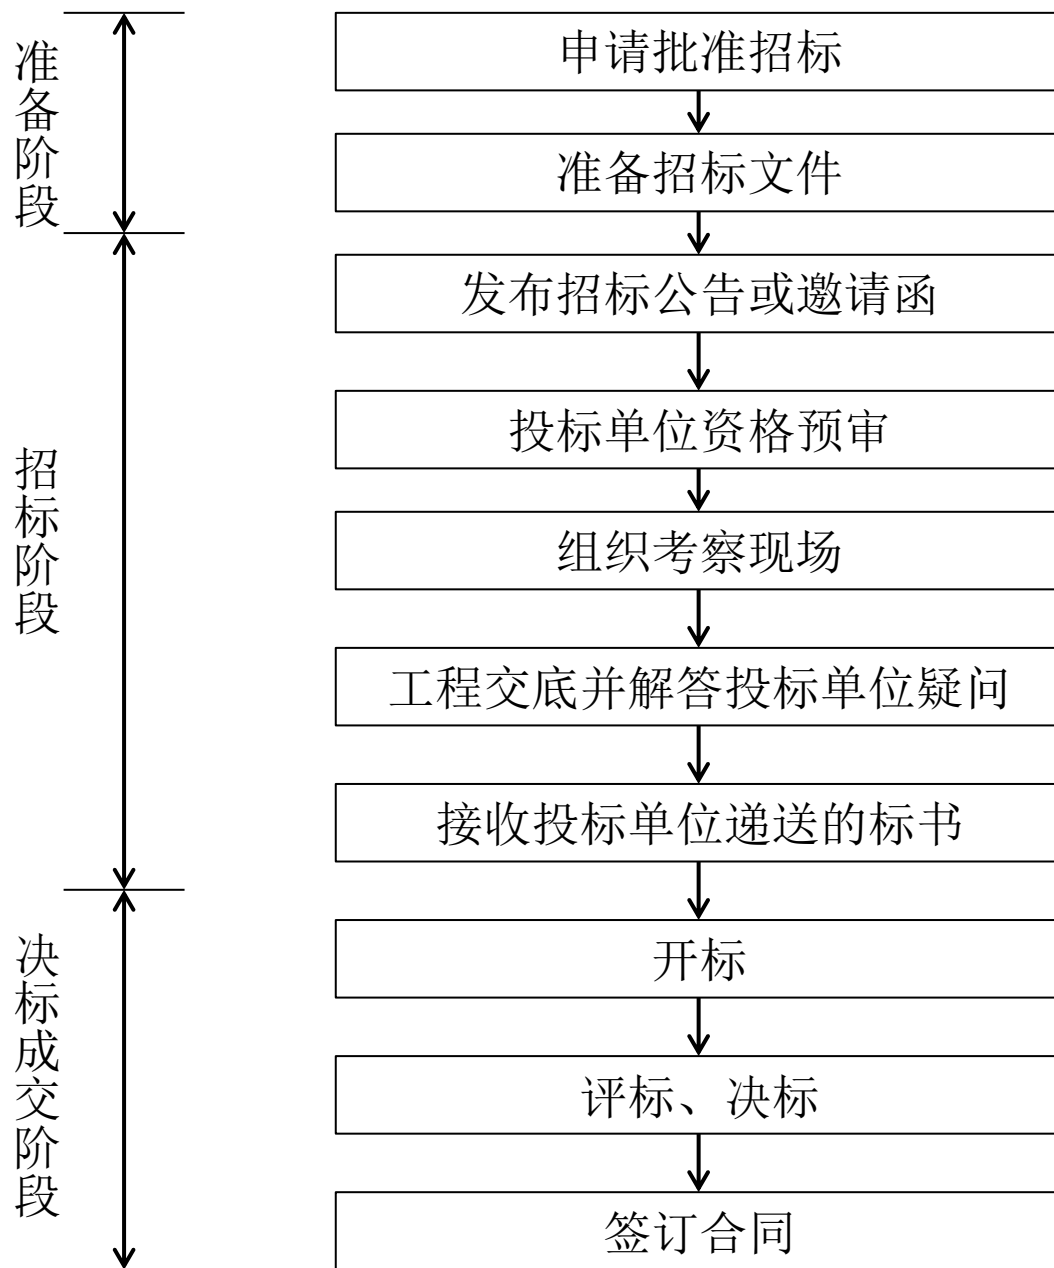 准备阶段
申请批准招标
准备招标文件
招标阶段
发布招标公告或邀请函
投标单位资格预审
组织考察现场
工程交底并解答投标单位疑问
接收投标单位递送的标书
决标成交阶段
开标
评标、决标
签订合同